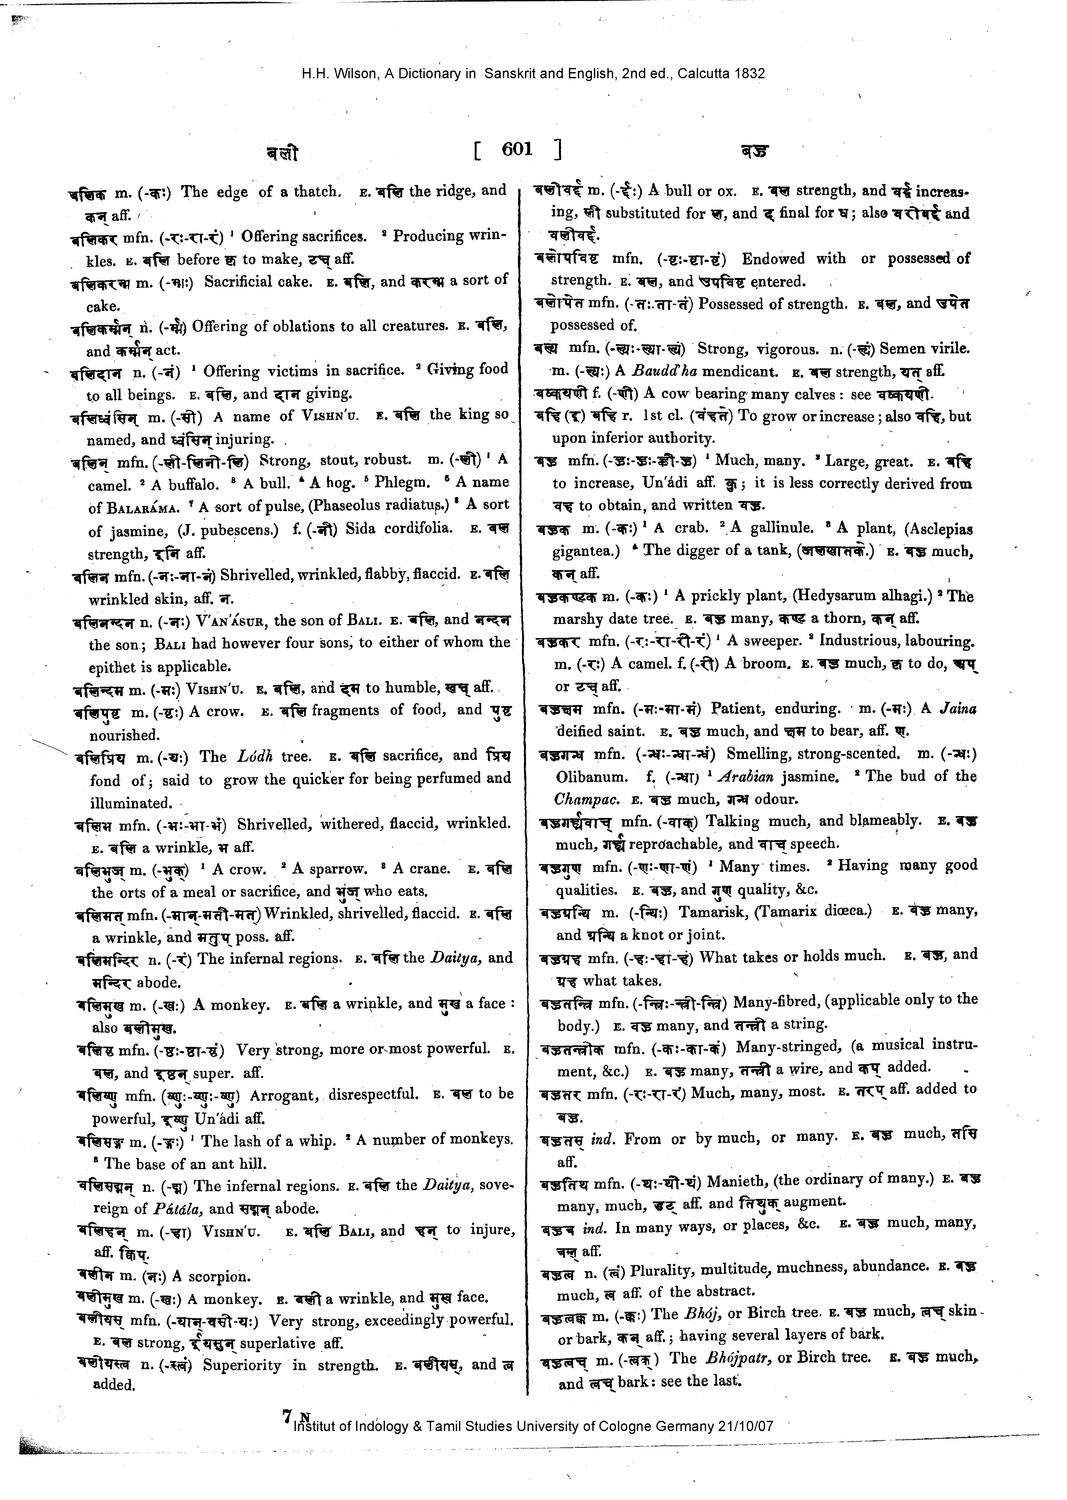 H.H. Wilson, A Dictionary in Sanskrit and English, 2nd ed., Calcutta 1832
बली [ 601 ] बहु
बलिक m. (-कः) The edge of a thatch. E. बलि the ridge, and
कन् aff.
बलिकर mfn. (-रः-रा-रं) ¹ Offering sacrifices. ² Producing wrin-
kles. E. बलि before कृ to make, टच् aff.
बलिकरम्भ m. (-म्भः) Sacrificial cake. E. बलि, and करम्भ a sort of
cake.
बलिकर्म्मन् n. (-र्म्म) Offering of oblations to all creatures. E. बलि,
and कर्म्मन् act.
बलिदान n. (-नं) ¹ Offering victims in sacrifice. ² Giving food
to all beings. E. बलि, and दान giving.
बलिध्वंसिन् m. (-सी) A name of VISHN'U. E. बलि the king so
named, and ध्वंसिन् injuring.
बलिन् mfn. (-ली-लिनी-लि) Strong, stout, robust. m. (-ली) ¹ A
camel. ² A buffalo. ³ A bull. ⁴ A hog. ⁵ Phlegm. ⁶ A name
of BALARÁMA. ⁷ A sort of pulse, (Phaseolus radiatus.) ⁸ A sort
of jasmine, (J. pubescens.) f. (-नी) Sida cordifolia. E. बल
strength, इनि aff.
बलिन mfn. (-नः-ना-नं) Shrivelled, wrinkled, flabby, flaccid. E. बलि
wrinkled skin, aff. न.
बलिनन्दन n. (-नः) V'AN'ÁSUR, the son of BALI. E. बलि, and नन्दन
the son; BALI had however four sons, to either of whom the
epithet is applicable.
बलिन्दम m. (-मः) VISHN'U. E. बलि, and दम to humble, खच् aff.
बलिपुष्ट m. (-ष्टः) A crow. E. बलि fragments of food, and पुष्ट
nourished.
बलिप्रिय m. (-यः) The Lódh tree. E. बलि sacrifice, and प्रिय
fond of; said to grow the quicker for being perfumed and
illuminated.
बलिभ mfn. (-भः-भा-भं) Shrivelled, withered, flaccid, wrinkled.
E. बलि a wrinkle, भ aff.
बलिभुज् m. (-भुक्) ¹ A crow. ² A sparrow. ³ A crane. E. बलि
the orts of a meal or sacrifice, and भुंज् who eats.
बलिमत् mfn. (-मान्-मती-मत्) Wrinkled, shrivelled, flaccid. E. बलि
a wrinkle, and मतुप् poss. aff.
बलिमन्दिर n. (-रं) The infernal regions. E. बलि the Daitya, and
मन्दिर abode.
बलिमुख m. (-खः) A monkey. E. बलि a wrinkle, and मुख a face :
also बलीमुख.
बलिष्ठ mfn. (-ष्ठः-ष्ठा-ष्ठं) Very strong, more or most powerful. E.
बल, and इष्ठन् super. aff.
बलिष्णु mfn. (ष्णुः-ष्णुः-ष्णु) Arrogant, disrespectful. E. बल to be
powerful, इष्णु Un'ádi aff.
बलिसङ्ग m. (-ङ्गः) ¹ The lash of a whip. ² A number of monkeys.
³ The base of an ant hill.
बलिसद्मन् n. (-द्म) The infernal regions. E. बलि the Daitya, sove-
reign of Pátála, and सद्मन् abode.
बलिहन् m. (-हा) VISHN'U. E. बलि BALI, and हन् to injure,
aff. क्विप्.
बलीन m. (नः) A scorpion.
बलीमुख m. (-खः) A monkey. E. बली a wrinkle, and मुख face.
बलीयस् mfn. (-यान्-यसी-यः) Very strong, exceedingly powerful.
E. बल strong, ईयसुन् superlative aff.
बलीयस्त्व n. (-स्त्वं) Superiority in strength. E. बलीयस्, and त्व
added.
7 N
बलीवर्द्द m. (-र्द्दः) A bull or ox. E. बल strength, and वर्द्ध increas-
ing, ली substituted for ल, and द् final for ध; also वरीवर्द्द and
वलीवर्द्द.
बलोपविष्ट mfn. (-ष्टः-ष्टा-ष्टं) Endowed with or possessed of
strength. E. बल, and उपविष्ट entered.
बलोपेत mfn. (-तः-ता-तं) Possessed of strength. E. बल, and उपेत
possessed of.
बल्य mfn. (-ल्यः-ल्या-ल्यं) Strong, vigorous. n. (-ल्यं) Semen virile.
m. (-ल्यः) A Baudd'ha mendicant. E. बल strength, यत् aff.
बष्कयणी f. (-णी) A cow bearing many calves : see वष्कयणी.
बहि (इ) बहि r. 1st cl. (बंहते) To grow or increase; also वहि, but
upon inferior authority.
बहु mfn. (-हुः-हुः-ह्वी-हु) ¹ Much, many. ² Large, great. E. बहि
to increase, Un'ádi aff. कु; it is less correctly derived from
वह to obtain, and written वहु.
बहुक m. (-कः) ¹ A crab. ² A gallinule. ³ A plant, (Asclepias
gigantea.) ⁴ The digger of a tank, (जलखातके.) E. बहु much,
कन् aff.
बहुकण्टक m. (-कः) ¹ A prickly plant, (Hedysarum alhagi.) ² The
marshy date tree. E. बहु many, कण्ट a thorn, कन् aff.
बहुकर mfn. (-रः-रा-री-रं) ¹ A sweeper. ² Industrious, labouring.
m. (-रः) A camel. f. (-री) A broom. E. बहु much, कृ to do, अप्
or टच् aff.
बहुक्षम mfn. (-मः-मा-मं) Patient, enduring. m. (-मः) A Jaina
deified saint. E. बहु much, and क्षम to bear, aff. ण.
बहुगन्ध mfn. (-न्धः-न्धा-न्धं) Smelling, strong-scented. m. (-न्धः)
Olibanum. f. (-न्धा) ¹ Arabian jasmine. ² The bud of the
Champac. E. बहु much, गन्ध odour.
बहुगर्ह्यवाच् mfn. (-वाक्) Talking much, and blameably. E. बहु
much, गर्ह्य reproachable, and वाच् speech.
बहुगुण mfn. (-णः-णा-णं) ¹ Many times. ² Having many good
qualities. E. बहु, and गुण quality, &c.
बहुग्रन्थि m. (-न्थिः) Tamarisk, (Tamarix diœca.) E. बहु many,
and ग्रन्थि a knot or joint.
बहुग्रह mfn. (-हः-हा-हं) What takes or holds much. E. बहु, and
ग्रह what takes.
बहुतन्त्रि mfn. (-न्त्रिः-न्त्री-न्त्रि) Many-fibred, (applicable only to the
body.) E. बहु many, and तन्त्री a string.
बहुतन्त्रीक mfn. (-कः-का-कं) Many-stringed, (a musical instru-
ment, &c.) E. बहु many, तन्त्री a wire, and कप् added.
बहुतर mfn. (-रः-रा-रं) Much, many, most. E. तरप् aff. added to
बहु.
बहुतस् ind. From or by much, or many. E. बहु much, तसि
aff.
बहुतिथ mfn. (-थः-थी-थं) Manieth, (the ordinary of many.) E. बहु
many, much, डट् aff. and तिथुक् augment.
बहुत्र ind. In many ways, or places, &c. E. बहु much, many,
त्रल् aff.
बहुत्व n. (त्वं) Plurality, multitude, muchness, abundance. E. बहु
much, त्व aff. of the abstract.
बहुत्वक्क m. (-क्कः) The Bhój, or Birch tree. E. बहु much, त्वच् skin
or bark, कन् aff.; having several layers of bark.
बहुत्वच् m. (-त्वक्) The Bhójpatr, or Birch tree. E. बहु much,
and त्वच् bark: see the last.
Institut of Indology & Tamil Studies University of Cologne Germany 21/10/07